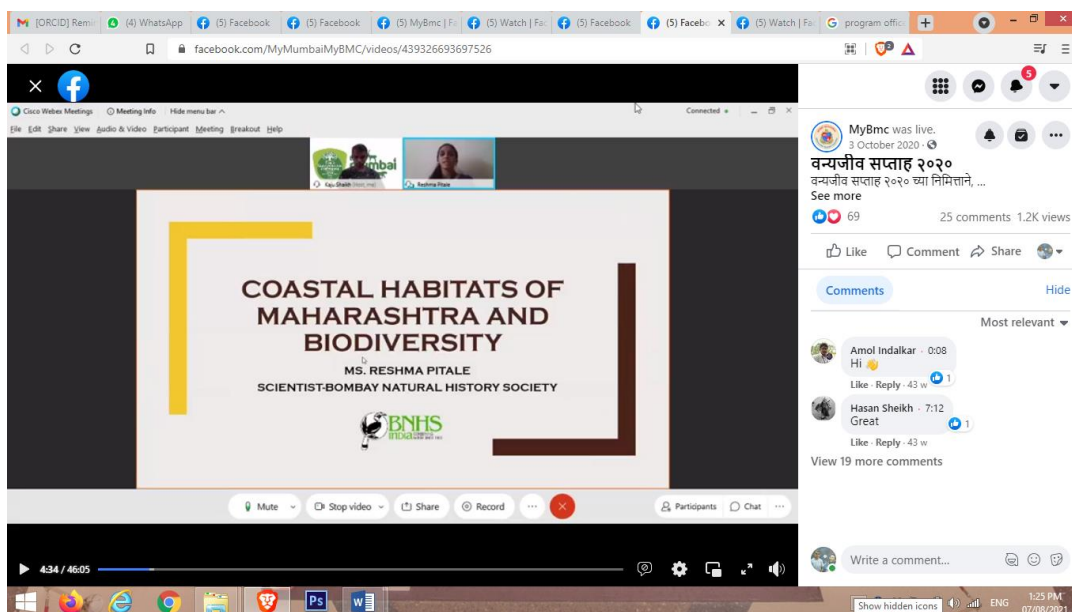 [ORCID] Remin
(4) WhatsApp
(5) Facebook
(5) Facebook
(5) MyBmc | Fa
(5) Watch | Fac
(5) Facebook
(5) Facebo
(5) Watch | Fa
program offic
facebook.com/MyMumbaiMyBMC/videos/439326693697526
Cisco Webex Meetings Meeting Info Hide menu bar
Connected
File Edit Share View Audio & Video Participant Meeting Breakout Help
Reshma Pitale
COASTAL HABITATS OF
MAHARASHTRA AND
BIODIVERSITY
MS. RESHMA PITALE
SCIENTIST-BOMBAY NATURAL HISTORY SOCIETY
BNHS
INDIA
Mute
Stop video
Share
Record
Participants
Chat
4:34 / 46:05
5
MyBmc was live.
3 October 2020
वन्यजीव सप्ताह २०२०
वन्यजीव सप्ताह २०२० च्या निमित्ताने, ...
See more
69
25 comments 1.2K views
Like Comment Share
Comments
Hide
Most relevant
Amol Indalkar · 0:08
Hi
1
Like · Reply · 43 w
Hasan Sheikh · 7:12
Great
1
Like · Reply · 43 w
View 19 more comments
Write a comment...
Ps
W
Show hidden icons
ENG
1:25 PM
07/08/2021